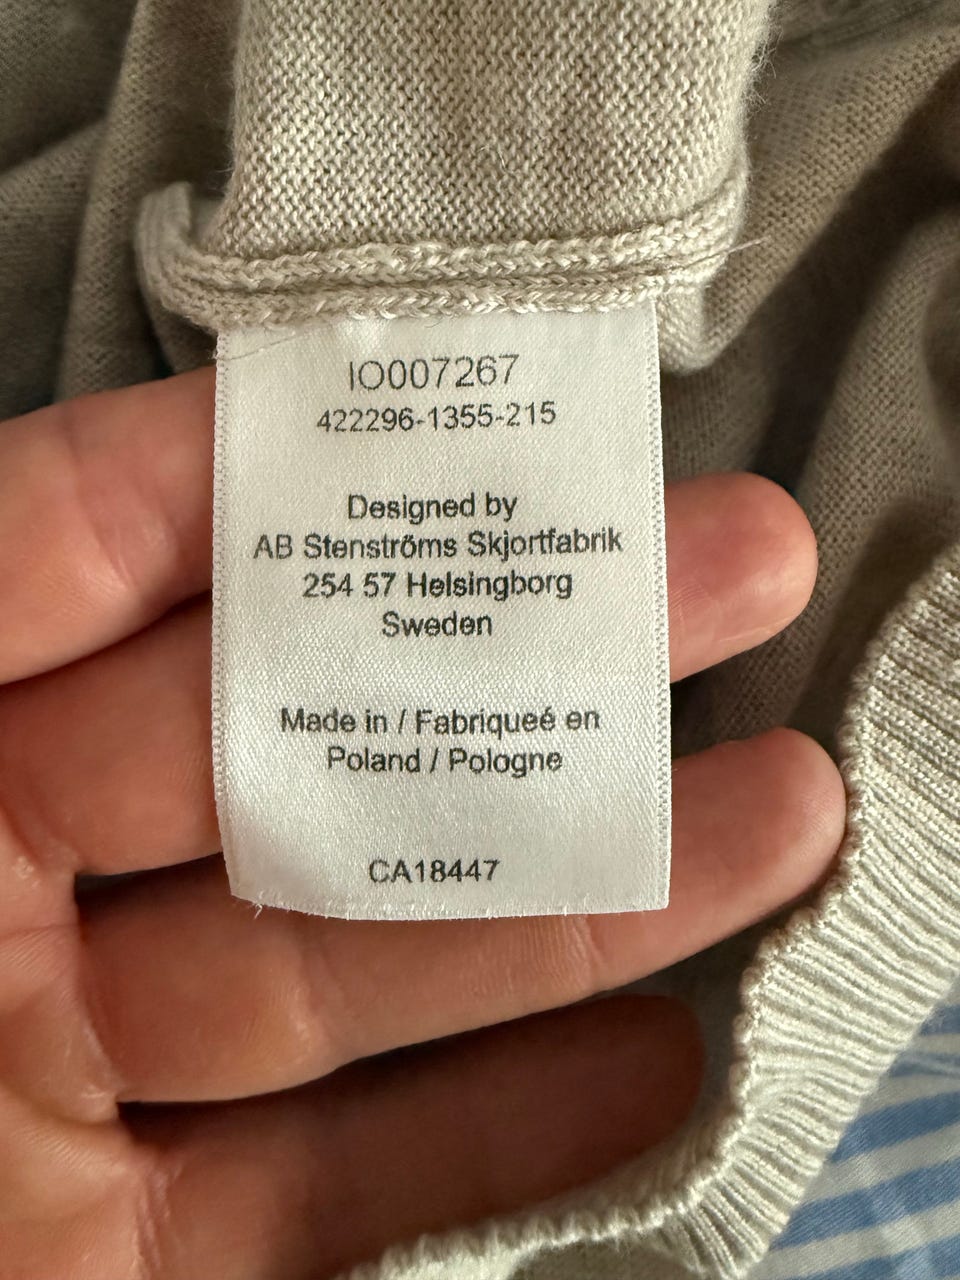 IO007267
422296-1355-215
Designed by
AB Stenströms Skjortfabrik
254 57 Helsingborg
Sweden
Made in / Fabriqueé en
Poland / Pologne
CA18447